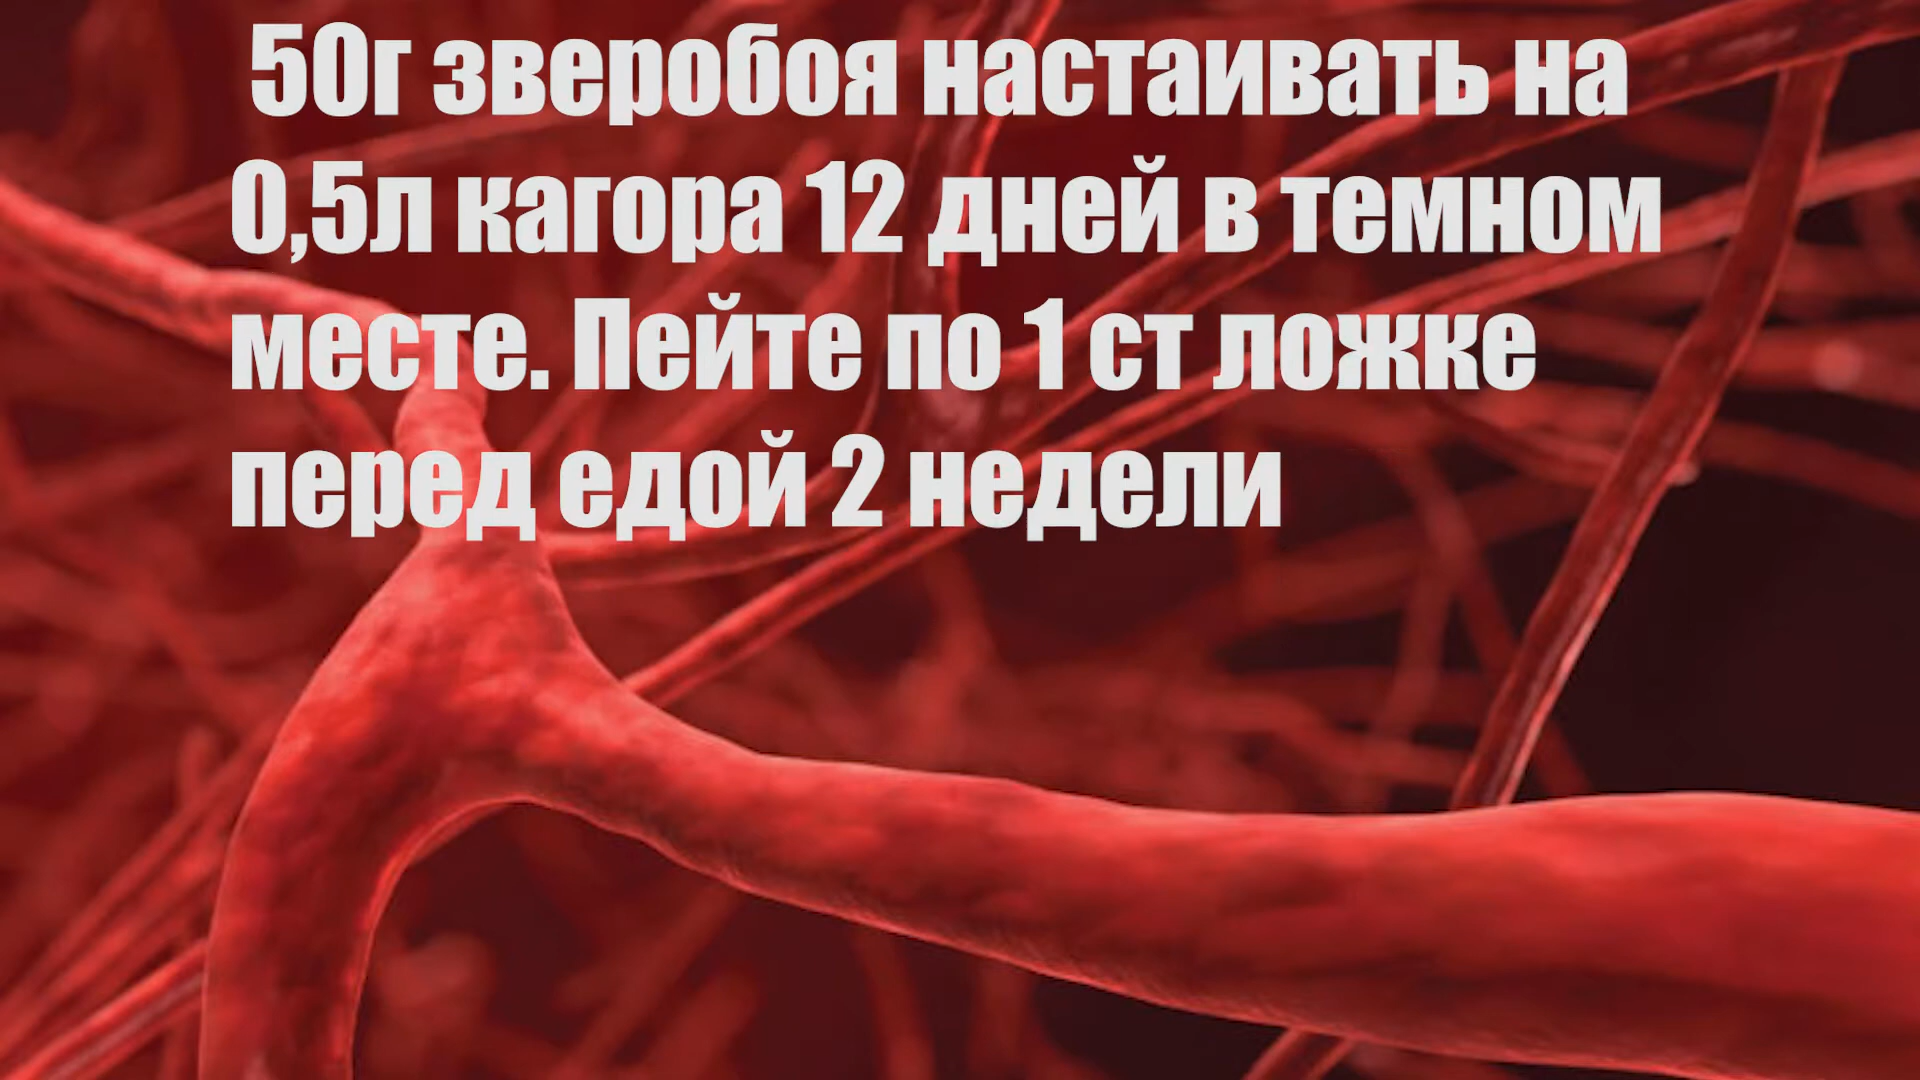 50г зверобоя настаивать на
0,5л кагора 12 дней в темном
месте. Пейте по 1 ст ложке
перед едой 2 недели